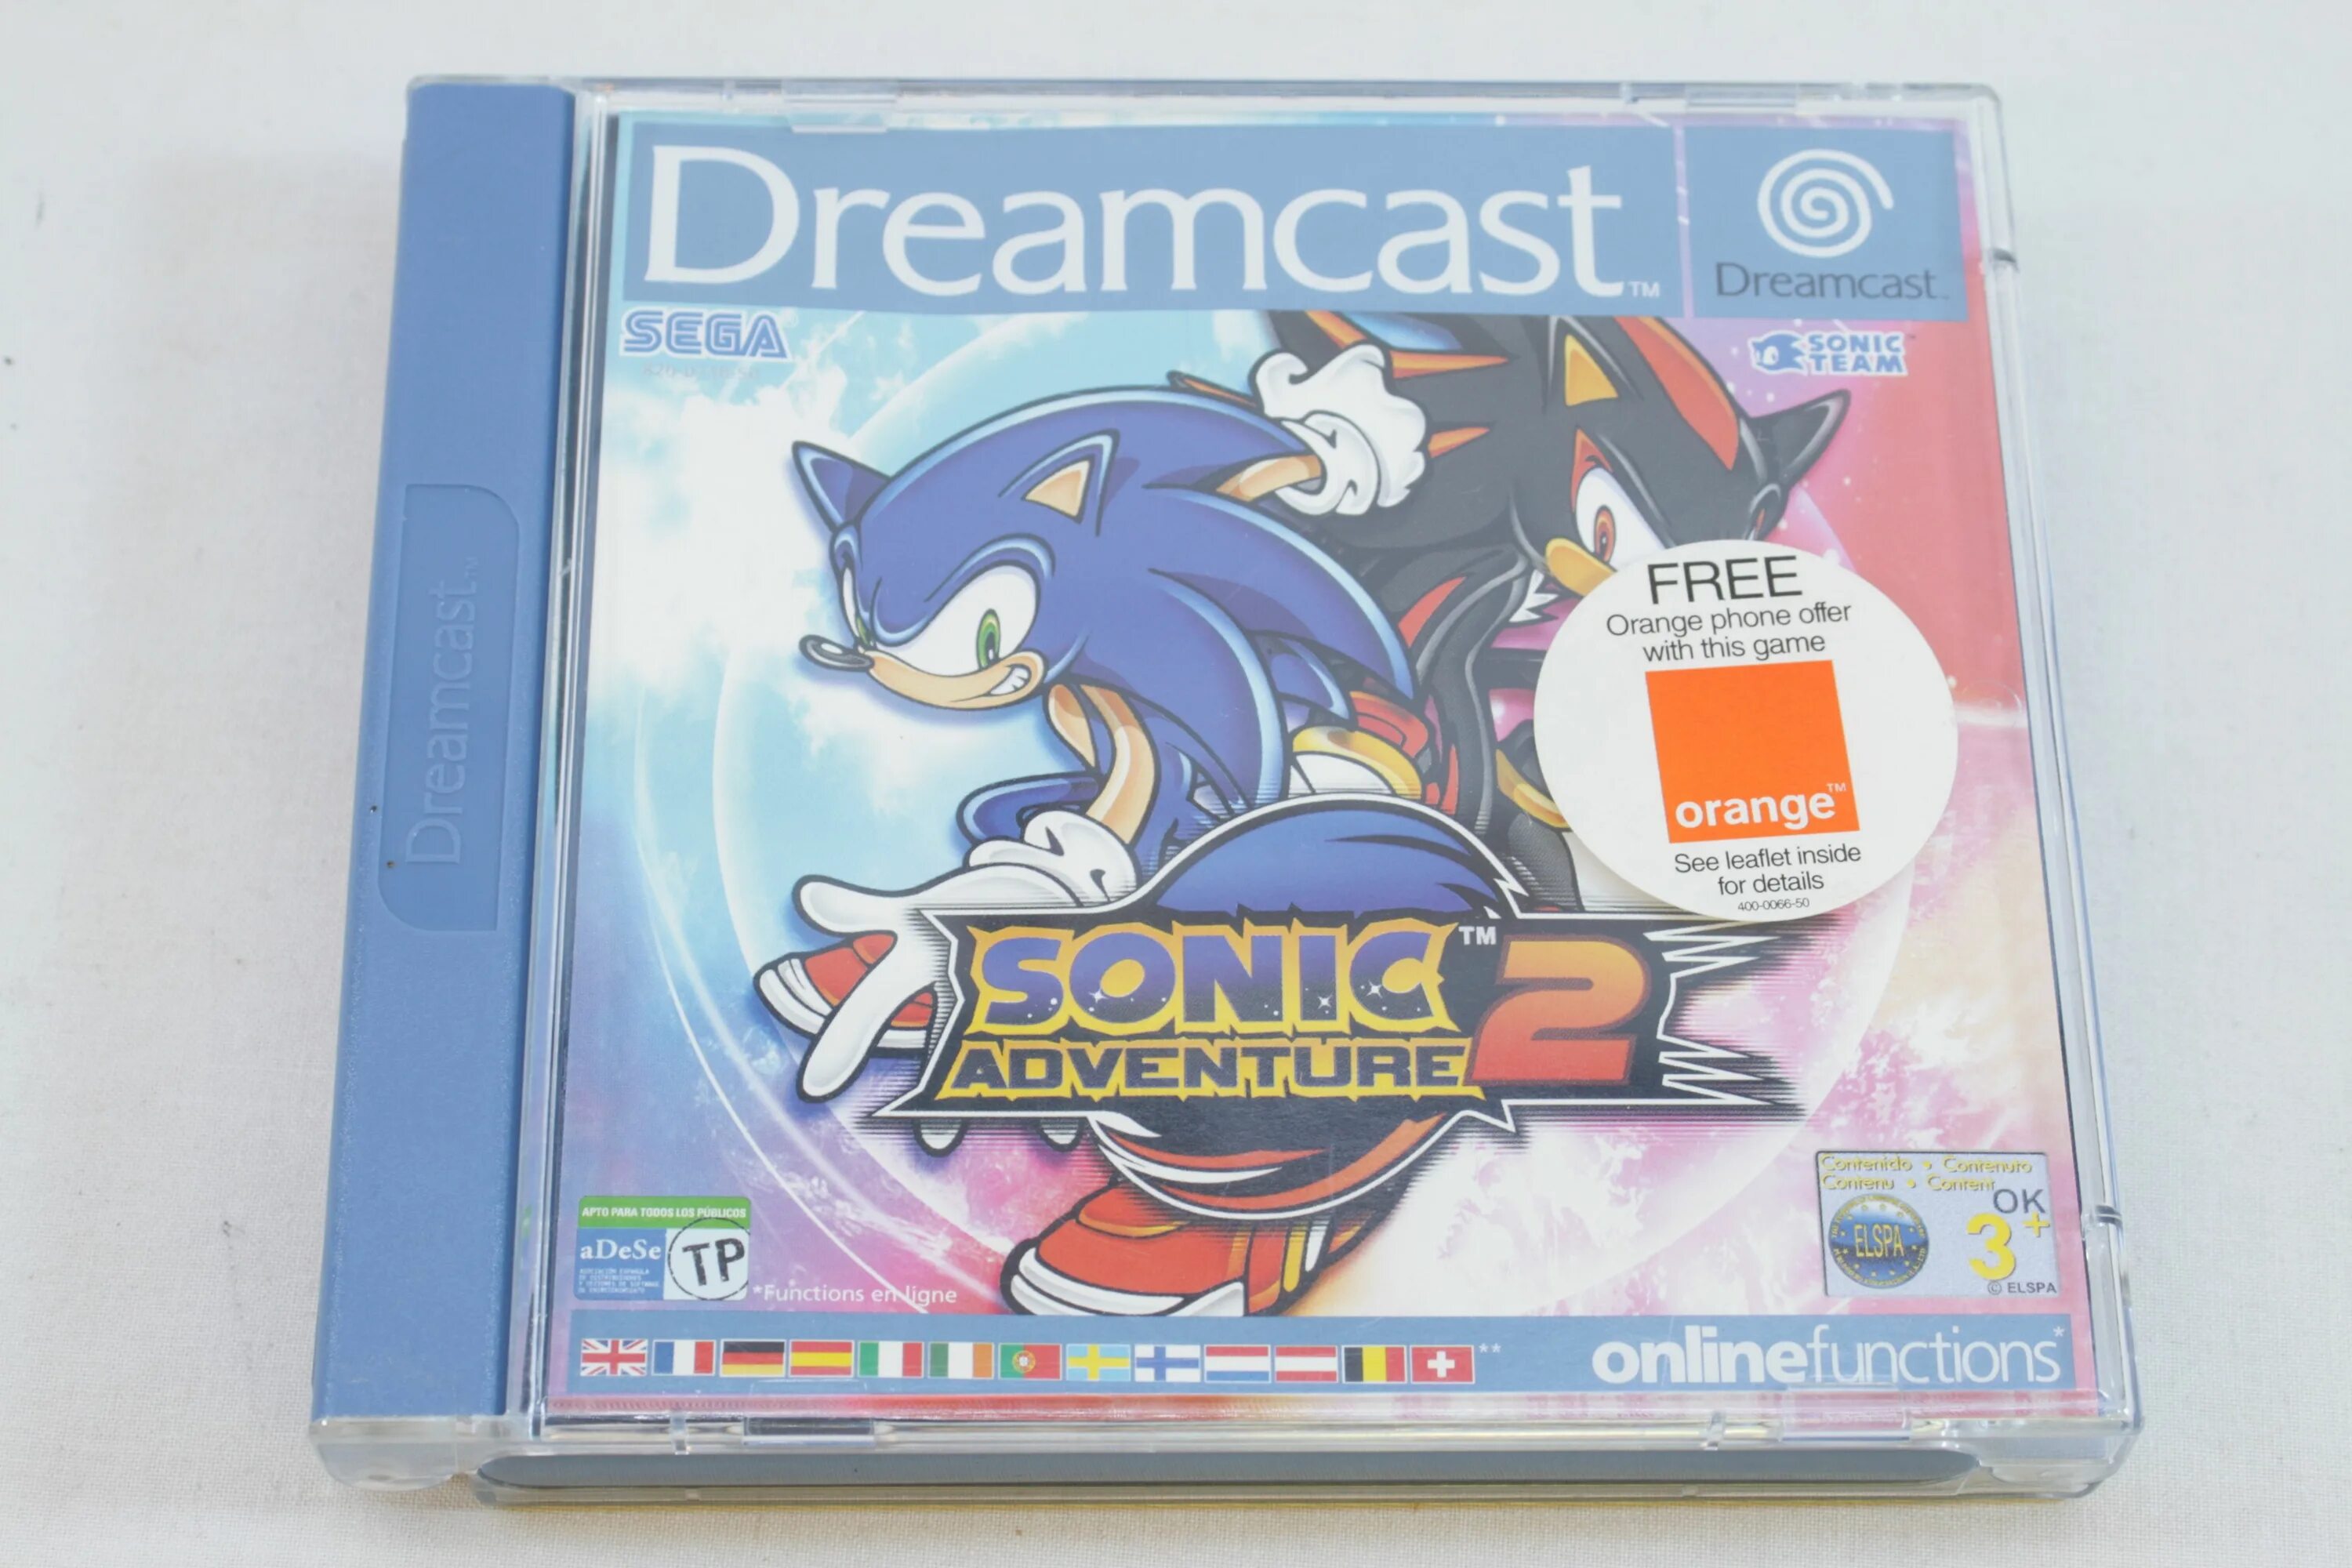 Dreamcast™
Dreamcast™
Dreamcast™
SEGA
SONIC
TEAM
FREE
Orange phone offer
with this game
orange™
See leaflet inside
for details
400-0066-50
SONIC™ 2
ADVENTURE
APTO PARA TODOS LOS PÚBLICOS
aDeSe
TP
*Functions en ligne
Contenido • Contenuto
Contenu • Content
OK
ELSPA
3+
© ELSPA
**
onlinefunctions*